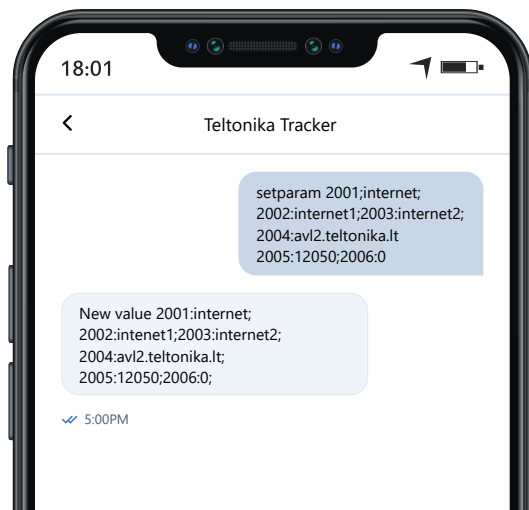 18:01
Teltonika Tracker
setparam 2001;internet;
2002:internet1;2003:internet2;
2004:avl2.teltonika.lt
2005:12050;2006:0
New value 2001:internet;
2002:intenet1;2003:internet2;
2004:avl2.teltonika.lt;
2005:12050;2006:0;
5:00PM